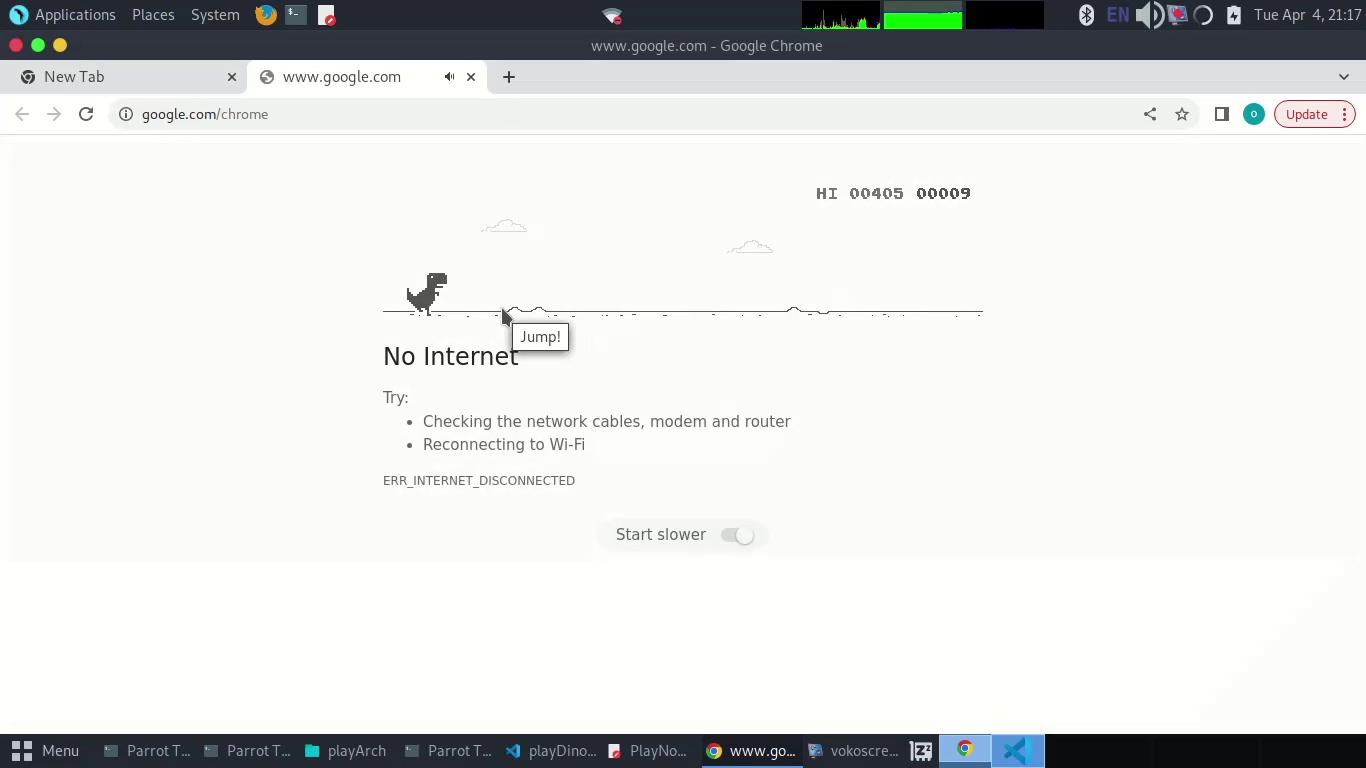 Applications Places System EN Tue Apr 4, 21:17
www.google.com - Google Chrome
New Tab www.google.com
google.com/chrome O Update
HI 00405 00009
Jump!
No Internet
Try:
• Checking the network cables, modem and router
• Reconnecting to Wi-Fi
ERR_INTERNET_DISCONNECTED
Start slower
Menu Parrot T... Parrot T... playArch Parrot T... playDino... PlayNo... www.go... vokoscre...